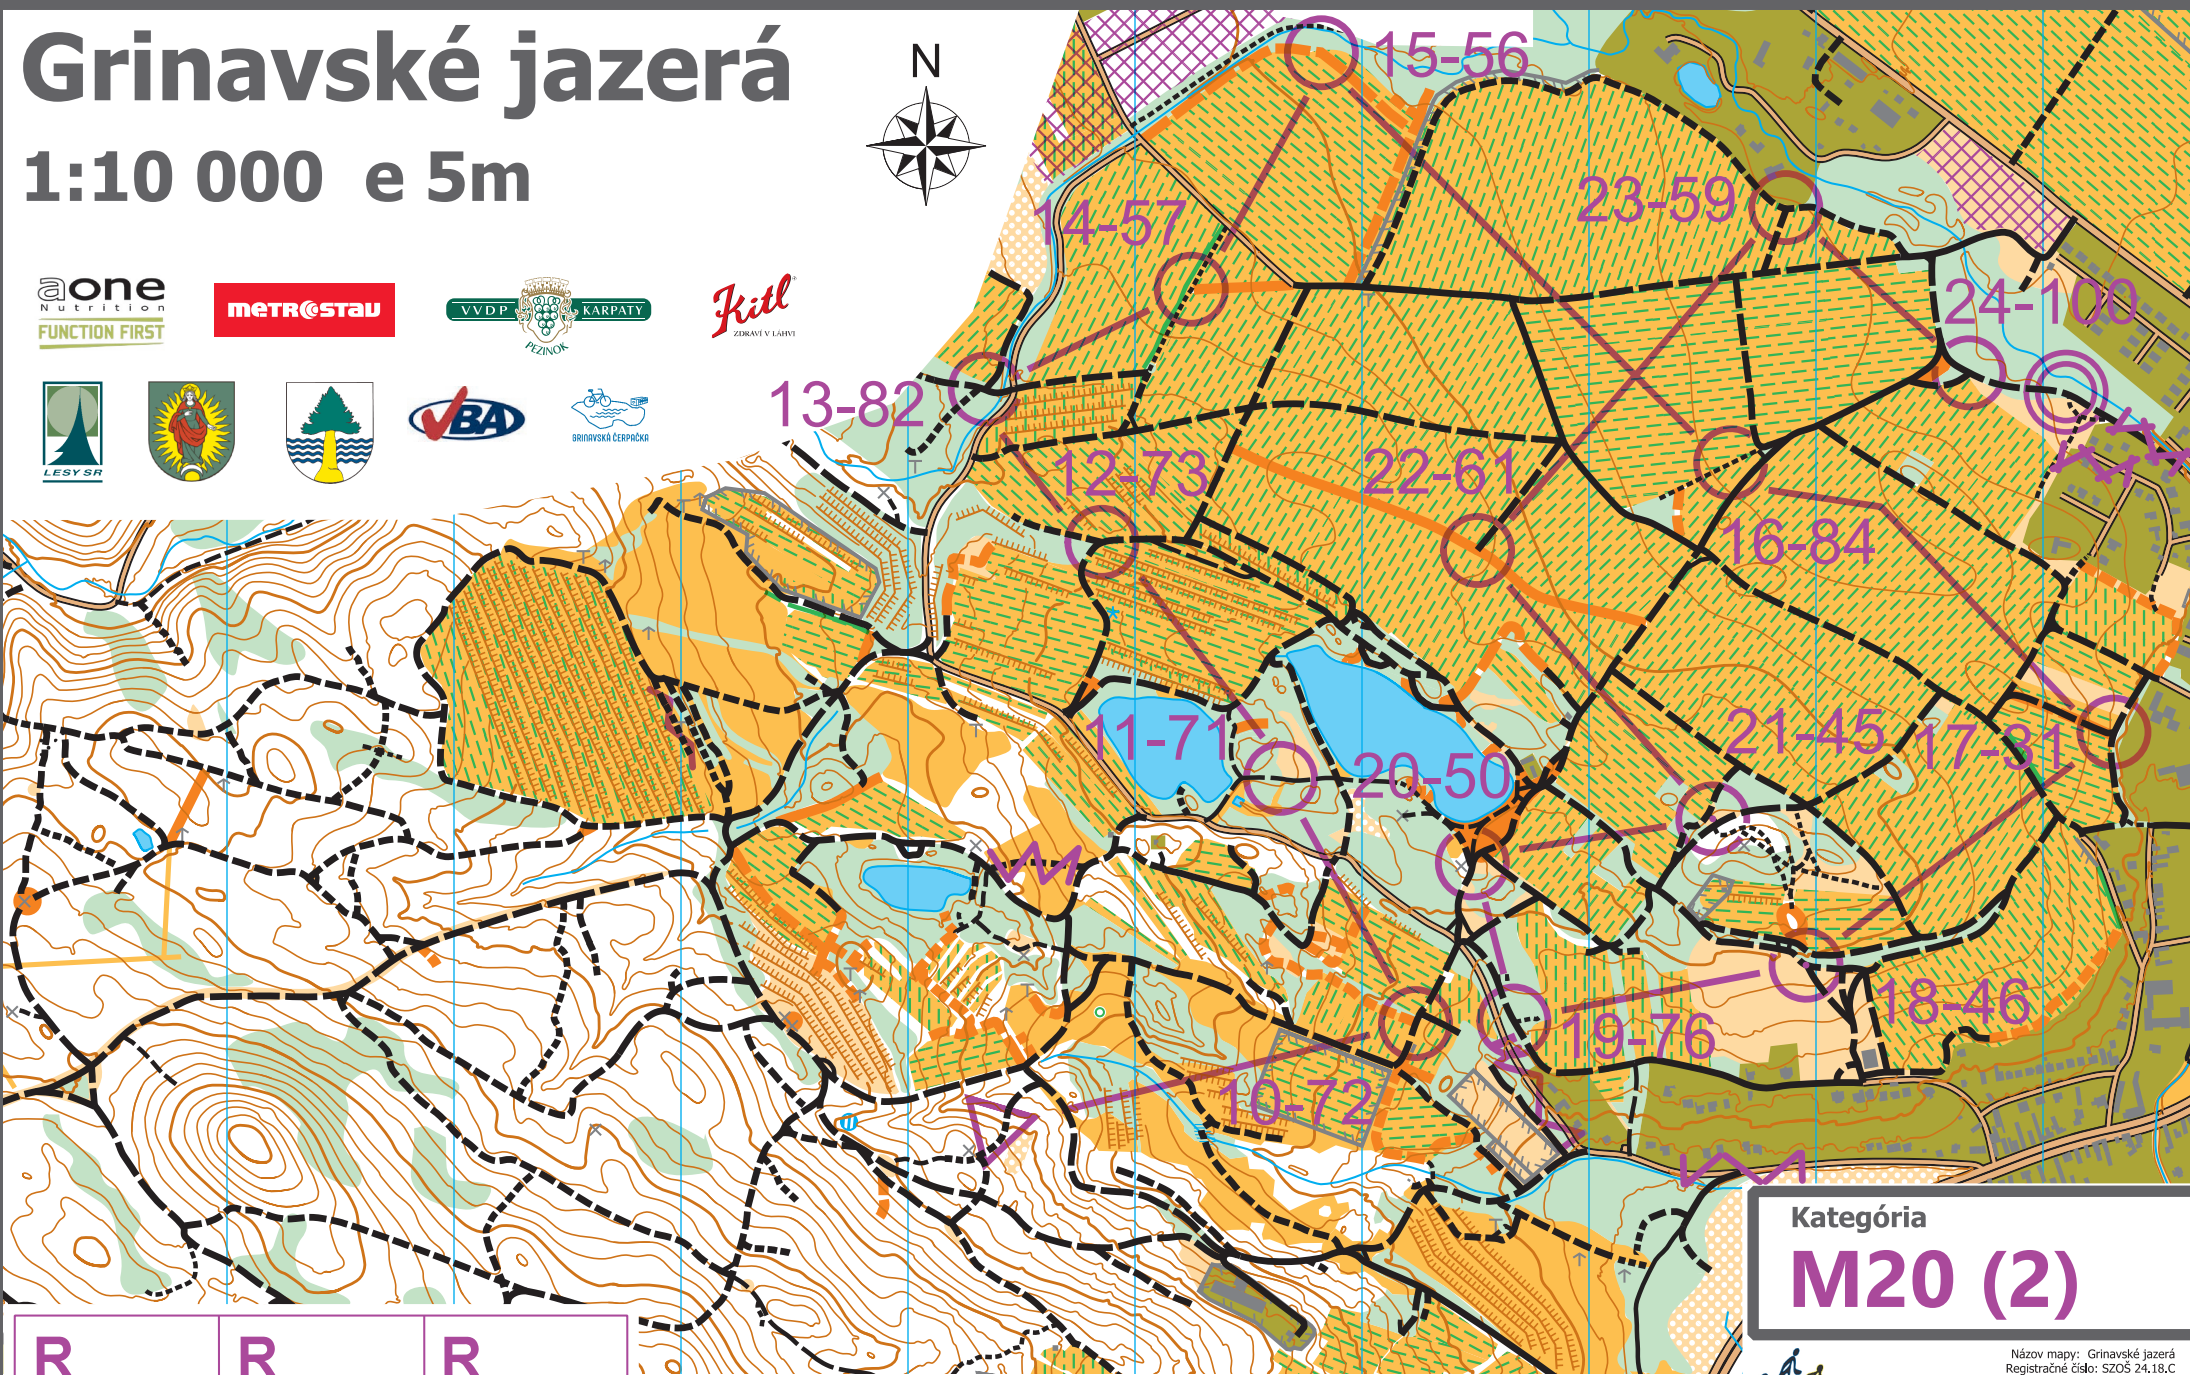 Grinavské jazerá
1:10 000 e 5m
N
aone
Nutrition
FUNCTION FIRST
METROSTAV
VVDP KARPATY
PEZINOK
Kitl
ZDRAVÍ V LÁHVI
LESY SR
VBA
GRINAVSKÁ ČERPAČKA
15-56
14-57
23-59
24-100
13-82
12-73
22-61
16-84
11-71
20-50
21-45
17-31
18-46
19-76
10-72
Kategória
M20 (2)
R R R
Názov mapy: Grinavské jazerá
Registračné číslo: SZOŠ 24.18.C